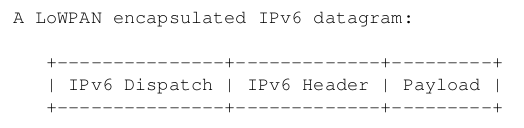 A LoWPAN encapsulated IPv6 datagram:
+---------------+-------------+---------+
| IPv6 Dispatch | IPv6 Header | Payload |
+---------------+-------------+---------+